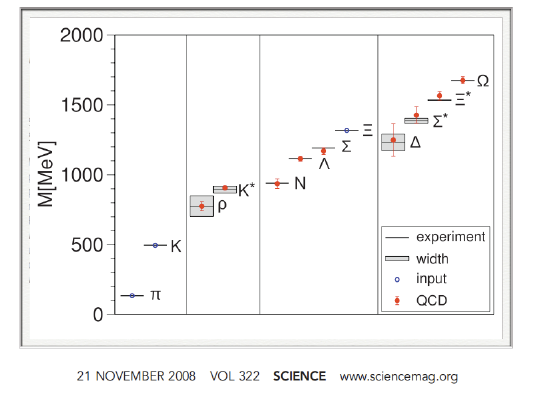 2000
1500
1000
500
0
M[MeV]
π
K
ρ
K*
N
Λ
Σ
Ξ
Δ
Σ*
Ξ*
Ω
experiment
width
input
QCD
21 NOVEMBER 2008 VOL 322 SCIENCE www.sciencemag.org